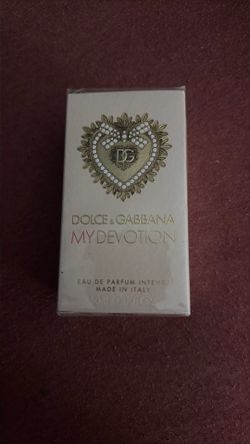 DG
DOLCE & GABBANA
MY DEVOTION
EAU DE PARFUM INTENSE
MADE IN ITALY